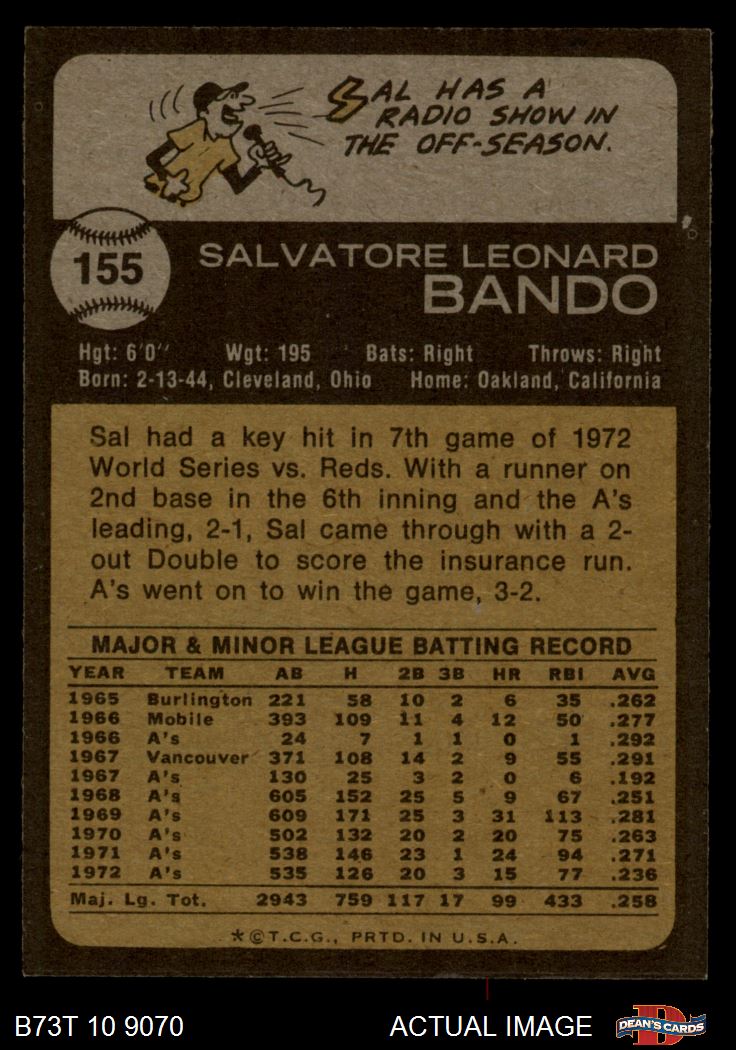 SAL HAS A
RADIO SHOW IN
THE OFF-SEASON.
155
SALVATORE LEONARD
BANDO
Hgt: 6'0" Wgt: 195 Bats: Right Throws: Right
Born: 2-13-44, Cleveland, Ohio Home: Oakland, California
Sal had a key hit in 7th game of 1972
World Series vs. Reds. With a runner on
2nd base in the 6th inning and the A's
leading, 2-1, Sal came through with a 2-
out Double to score the insurance run.
A's went on to win the game, 3-2.
MAJOR & MINOR LEAGUE BATTING RECORD
YEAR TEAM AB H 2B 3B HR RBI AVG
1965 Burlington 221 58 10 2 6 35 .262
1966 Mobile 393 109 11 4 12 50 .277
1966 A's 24 7 1 1 0 1 .292
1967 Vancouver 371 108 14 2 9 55 .291
1967 A's 130 25 3 2 0 6 .192
1968 A's 605 152 25 5 9 67 .251
1969 A's 609 171 25 3 31 113 .281
1970 A's 502 132 20 2 20 75 .263
1971 A's 538 146 23 1 24 94 .271
1972 A's 535 126 20 3 15 77 .236
Maj. Lg. Tot. 2943 759 117 17 99 433 .258
*©T.C.G., PRTD. IN U.S.A.
B73T 10 9070 ACTUAL IMAGE D DEAN'S CARDS